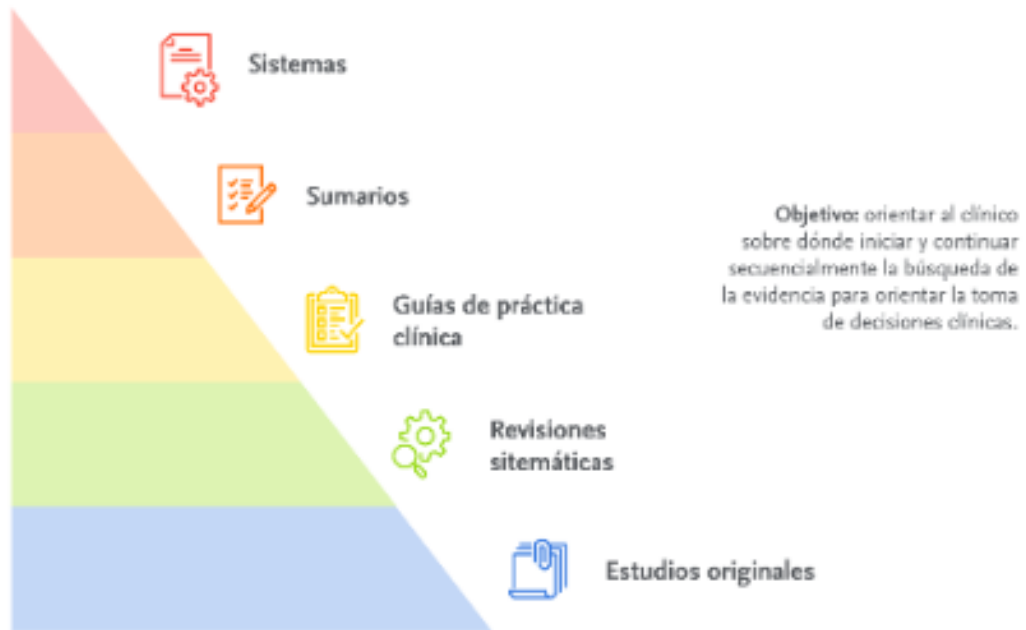 Sistemas
Sumarios
Objetivo: orientar al clínico
sobre dónde iniciar y continuar
secuencialmente la búsqueda de
la evidencia para orientar la toma
de decisiones clínicas.
Guías de práctica
clínica
Revisiones
sitemáticas
Estudios originales